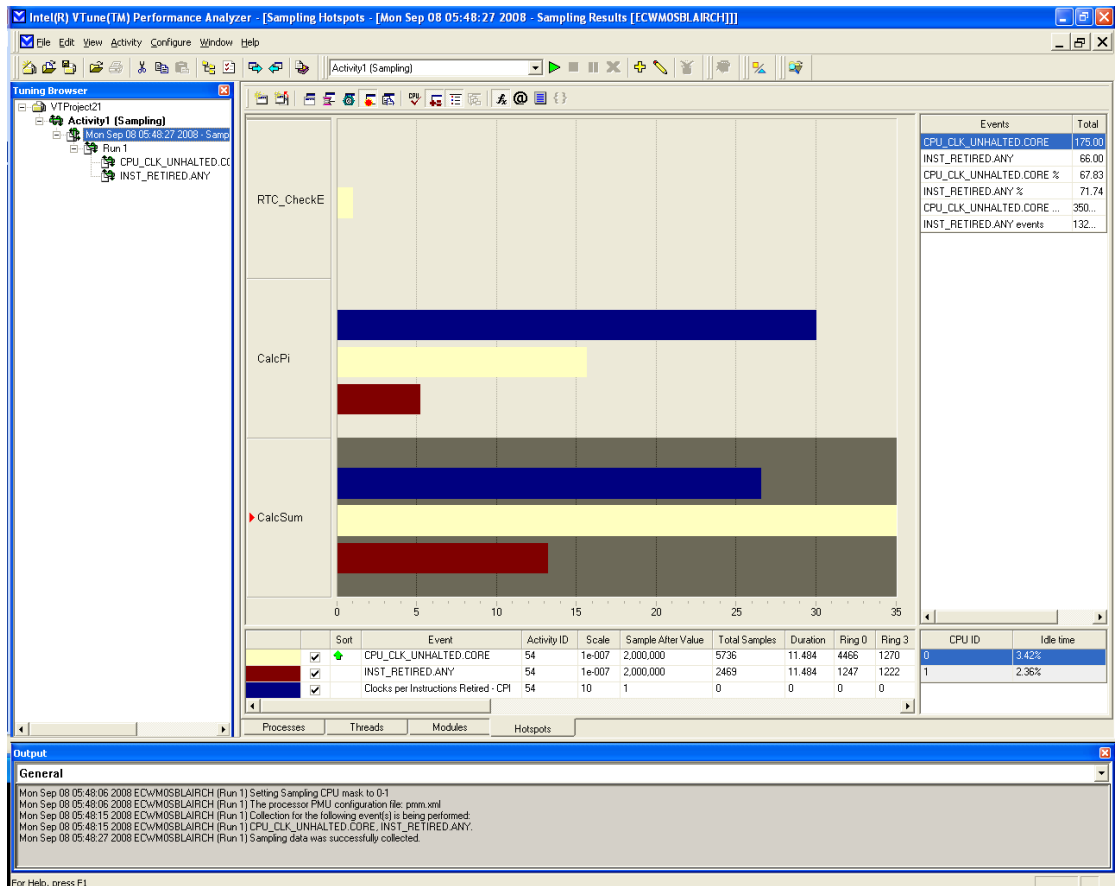 Intel(R) VTune(TM) Performance Analyzer - [Sampling Hotspots - [Mon Sep 08 05:48:27 2008 - Sampling Results [ECWM0SBLAIRCH]]]
File Edit View Activity Configure Window Help
Activity1 (Sampling)
Tuning Browser
VTProject21
Activity1 (Sampling)
Mon Sep 08 05:48:27 2008 - Samp
Run 1
CPU_CLK_UNHALTED.CO
INST_RETIRED.ANY
RTC_CheckE
CalcPi
CalcSum
0 5 10 15 20 25 30 35
Events Total
CPU_CLK_UNHALTED.CORE 175.00
INST_RETIRED.ANY 66.00
CPU_CLK_UNHALTED.CORE % 67.83
INST_RETIRED.ANY % 71.74
CPU_CLK_UNHALTED.CORE ... 350...
INST_RETIRED.ANY events 132...
Sort Event Activity ID Scale Sample After Value Total Samples Duration Ring 0 Ring 3
CPU_CLK_UNHALTED.CORE 54 1e-007 2,000,000 5736 11.484 4466 1270
INST_RETIRED.ANY 54 1e-007 2,000,000 2469 11.484 1247 1222
Clocks per Instructions Retired - CPI 54 10 1 0 0 0 0
CPU ID Idle time
0 3.42%
1 2.36%
Processes Threads Modules Hotspots
Output
General
Mon Sep 08 05:48:06 2008 ECWM0SBLAIRCH (Run 1) Setting Sampling CPU mask to 0-1
Mon Sep 08 05:48:06 2008 ECWM0SBLAIRCH (Run 1) The processor PMU configuration file: pmm.xml
Mon Sep 08 05:48:15 2008 ECWM0SBLAIRCH (Run 1) Collection for the following event(s) is being performed:
Mon Sep 08 05:48:15 2008 ECWM0SBLAIRCH (Run 1) CPU_CLK_UNHALTED.CORE, INST_RETIRED.ANY.
Mon Sep 08 05:48:27 2008 ECWM0SBLAIRCH (Run 1) Sampling data was successfully collected.
For Help, press F1